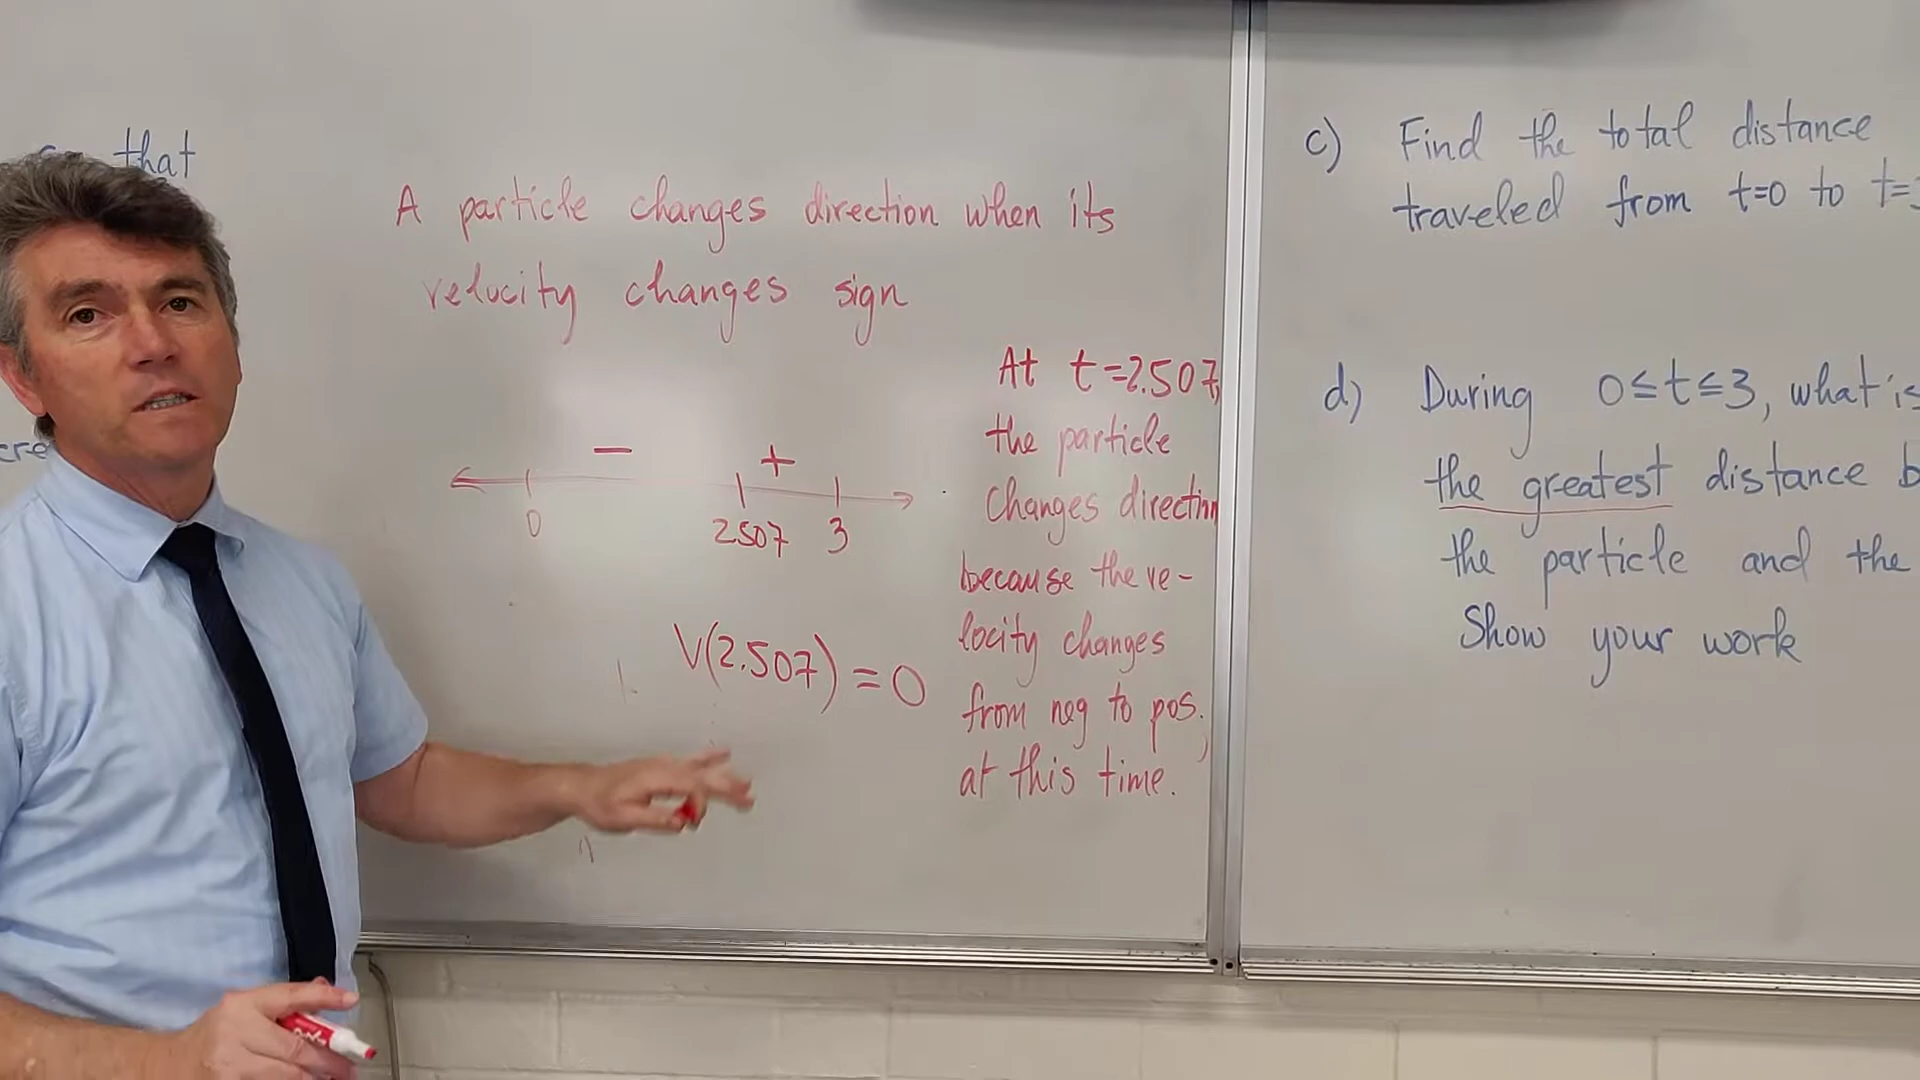 that
A particle changes direction when its
velocity changes sign
− +
0 2.507 3
V(2.507) = 0
At t=2.507,
the particle
changes direction
because the ve-
locity changes
from neg to pos.,
at this time.
c) Find the total distance
traveled from t=0 to t=3
d) During 0≤t≤3, what is
the greatest distance b
the particle and the
Show your work